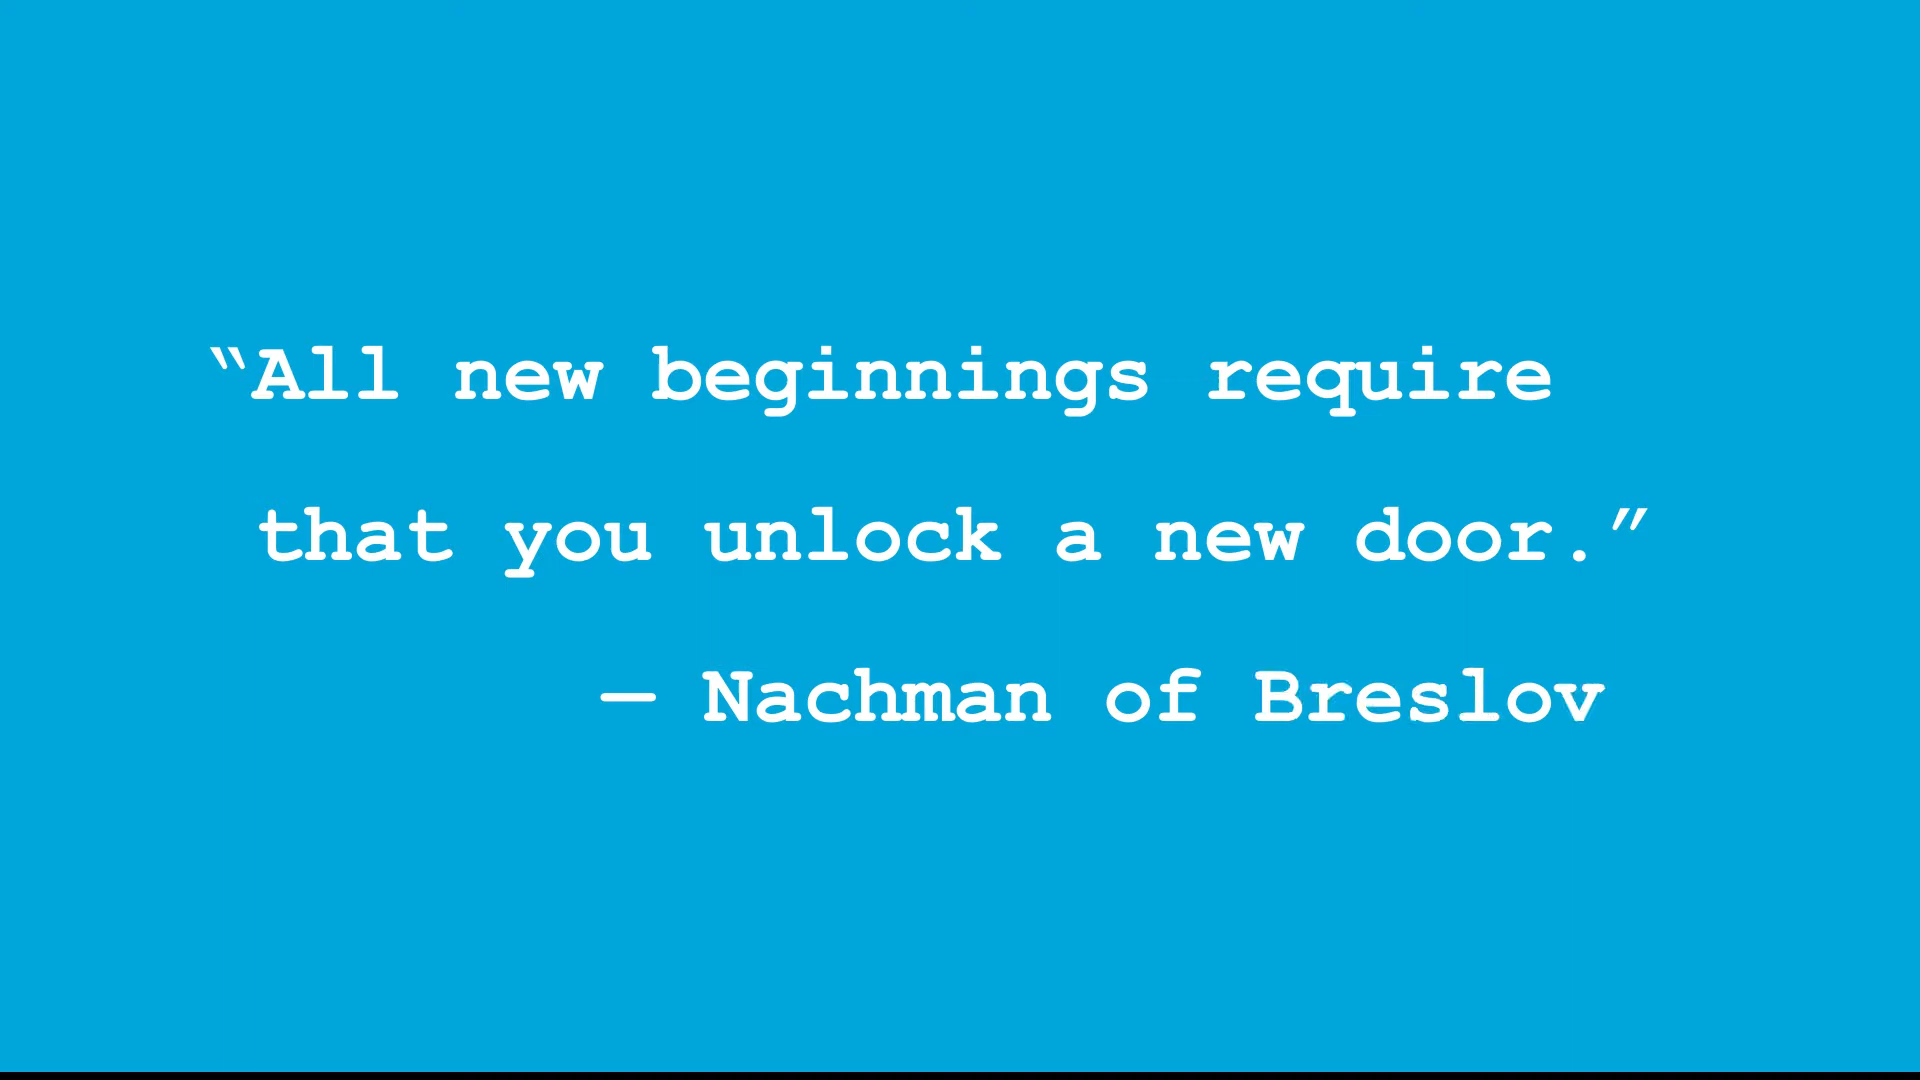 “All new beginnings require
that you unlock a new door.”
— Nachman of Breslov